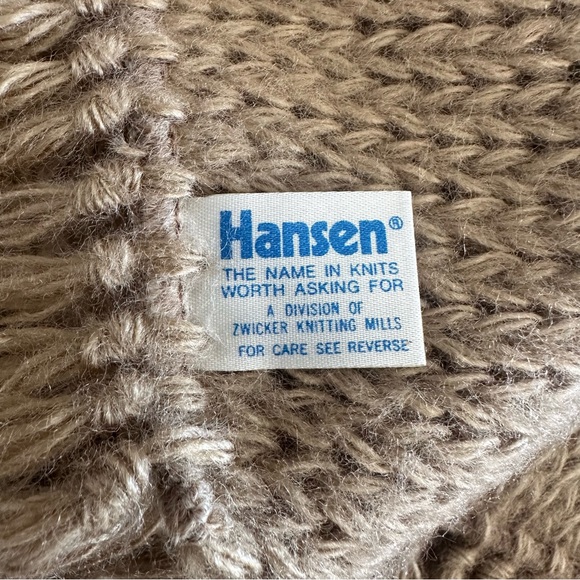 Hansen®
THE NAME IN KNITS
WORTH ASKING FOR
A DIVISION OF
ZWICKER KNITTING MILLS
FOR CARE SEE REVERSE